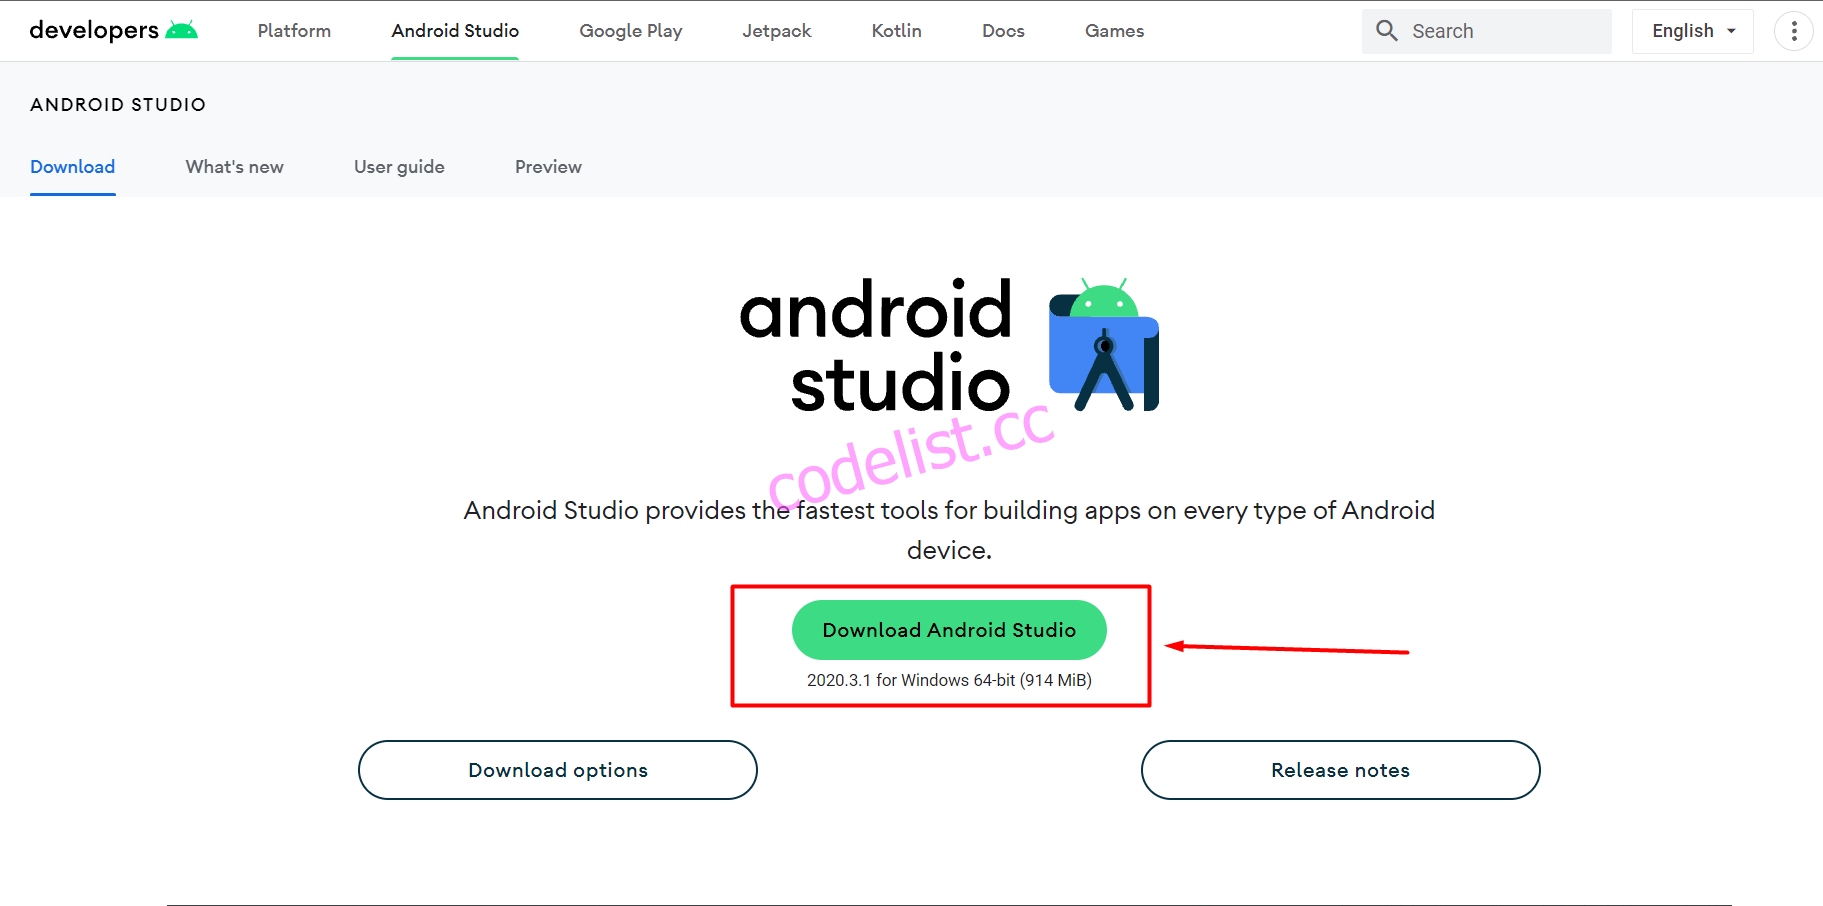 developers
Platform
Android Studio
Google Play
Jetpack
Kotlin
Docs
Games
Search
English
ANDROID STUDIO
Download
What's new
User guide
Preview
android
studio
codelist.cc
Android Studio provides the fastest tools for building apps on every type of Android
device.
Download Android Studio
2020.3.1 for Windows 64-bit (914 MiB)
Download options
Release notes